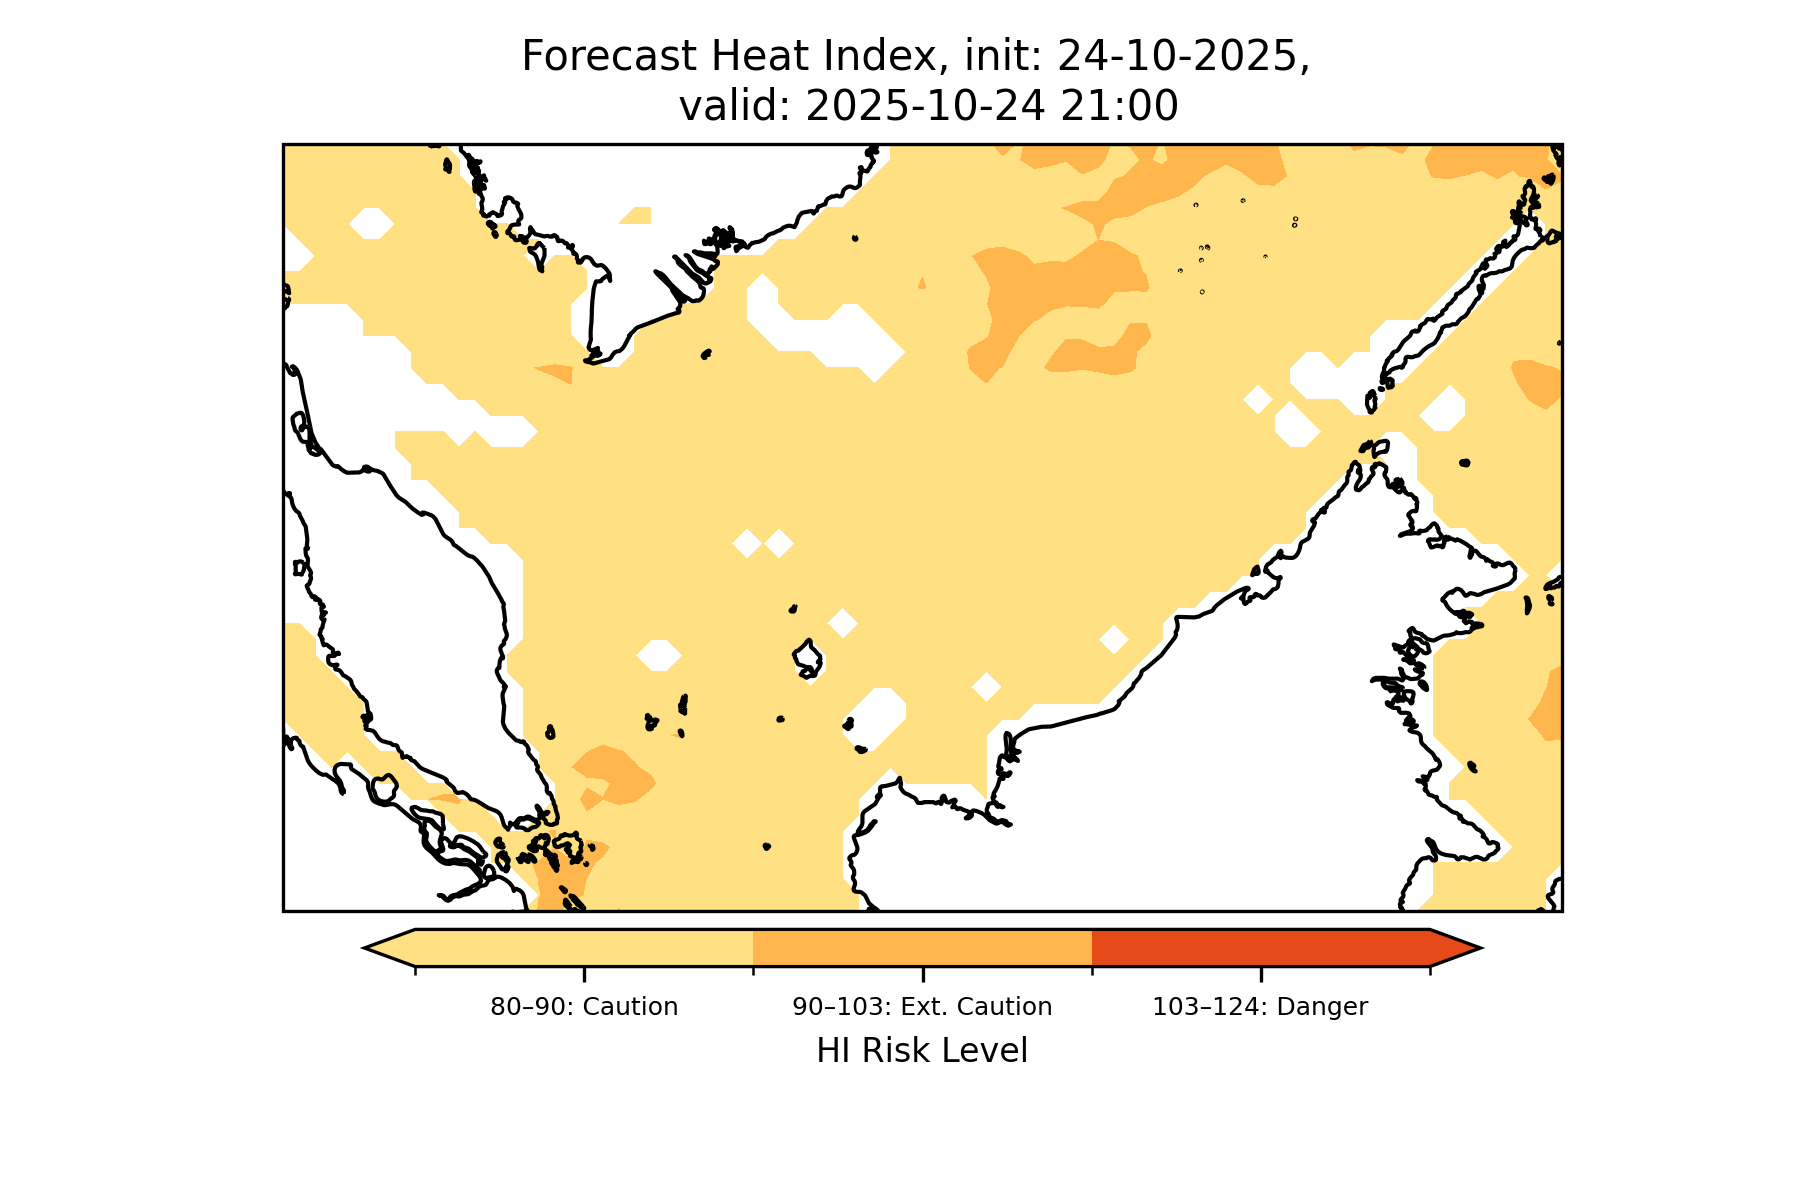 Forecast Heat Index, init: 24-10-2025,
valid: 2025-10-24 21:00
80–90: Caution
90–103: Ext. Caution
103–124: Danger
HI Risk Level